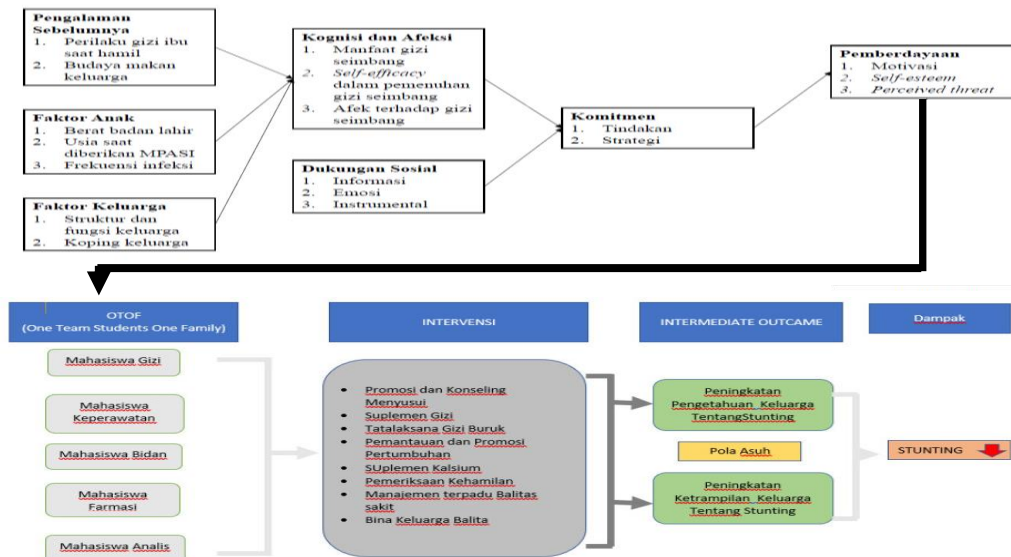 Pengalaman
Sebelumnya
1. Perilaku gizi ibu
saat hamil
2. Budaya makan
keluarga
Faktor Anak
1. Berat badan lahir
2. Usia saat
diberikan MPASI
3. Frekuensi infeksi
Faktor Keluarga
1. Struktur dan
fungsi keluarga
2. Koping keluarga
Kognisi dan Afeksi
1. Manfaat gizi
seimbang
2. Self-efficacy
dalam pemenuhan
gizi seimbang
3. Afek terhadap gizi
seimbang
Dukungan Sosial
1. Informasi
2. Emosi
3. Instrumental
Komitmen
1. Tindakan
2. Strategi
Pemberdayaan
1. Motivasi
2. Self-esteem
3. Perceived threat
OTOF
(One Team Students One Family)
Mahasiswa Gizi
Mahasiswa
Keperawatan
Mahasiswa Bidan
Mahasiswa
Farmasi
Mahasiswa Analis
INTERVENSI
• Promosi dan Konseling
Menyusui
• Suplemen Gizi
• Tatalaksana Gizi Buruk
• Pemantauan dan Promosi
Pertumbuhan
• SUplemen Kalsium
• Pemeriksaan Kehamilan
• Manajemen terpadu Balitas
sakit
• Bina Keluarga Balita
INTERMEDIATE OUTCAME
Peningkatan
Pengetahuan Keluarga
TentangStunting
Pola Asuh
Peningkatan
Ketrampilan Keluarga
Tentang Stunting
Dampak
STUNTING